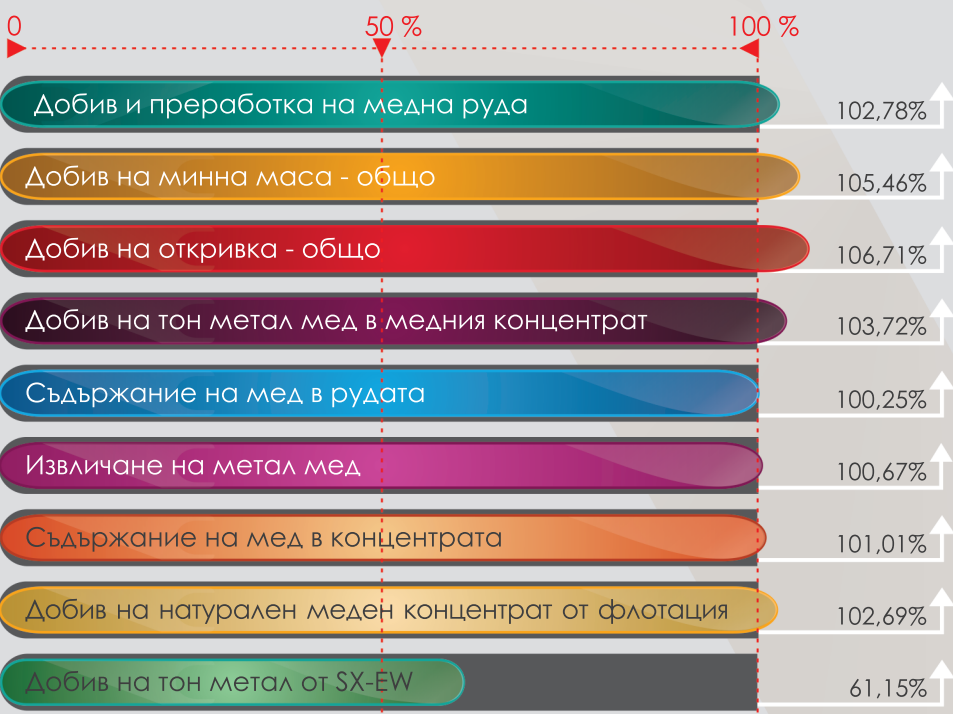 0 50 % 100 %
Добив и преработка на медна руда 102,78%
Добив на минна маса - общо 105,46%
Добив на откривка - общо 106,71%
Добив на тон метал мед в медния концентрат 103,72%
Съдържание на мед в рудата 100,25%
Извличане на метал мед 100,67%
Съдържание на мед в концентрата 101,01%
Добив на натурален меден концентрат от флотация 102,69%
Добив на тон метал от SX-EW 61,15%